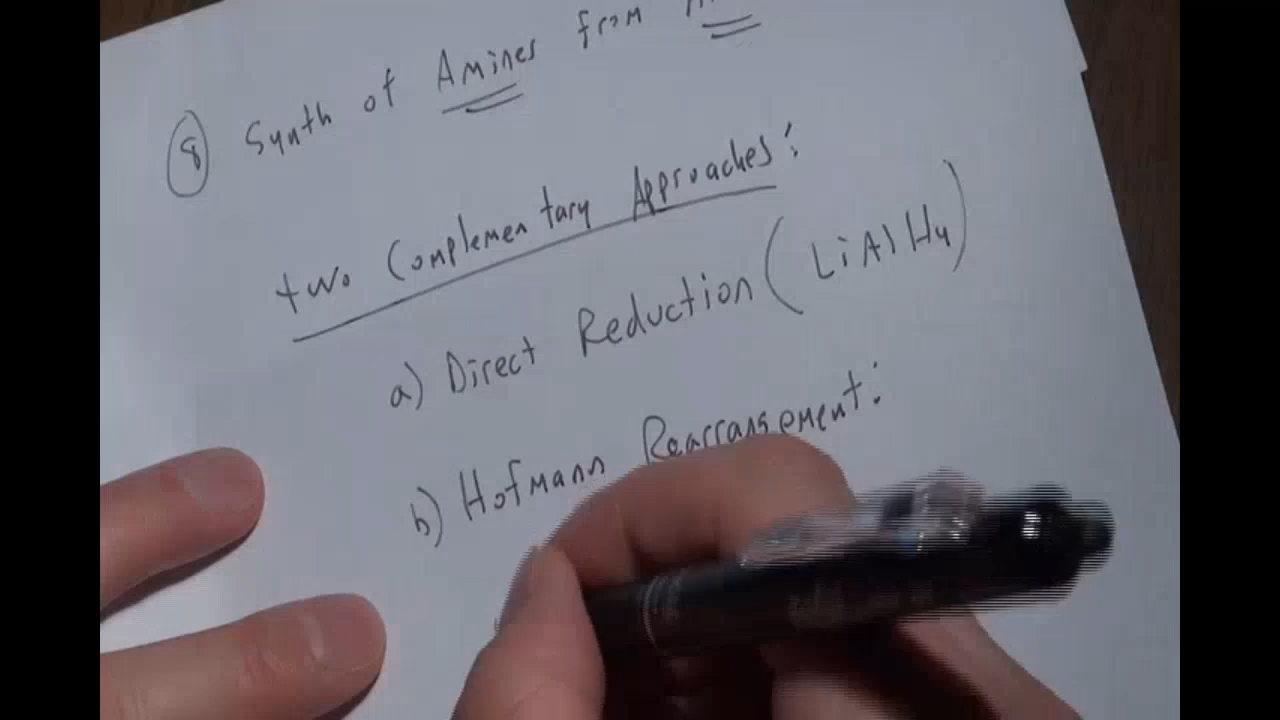 8 Synth of Amines from
two Complementary Approaches:
a) Direct Reduction (LiAlH4)
b) Hofmann Rearrangement: